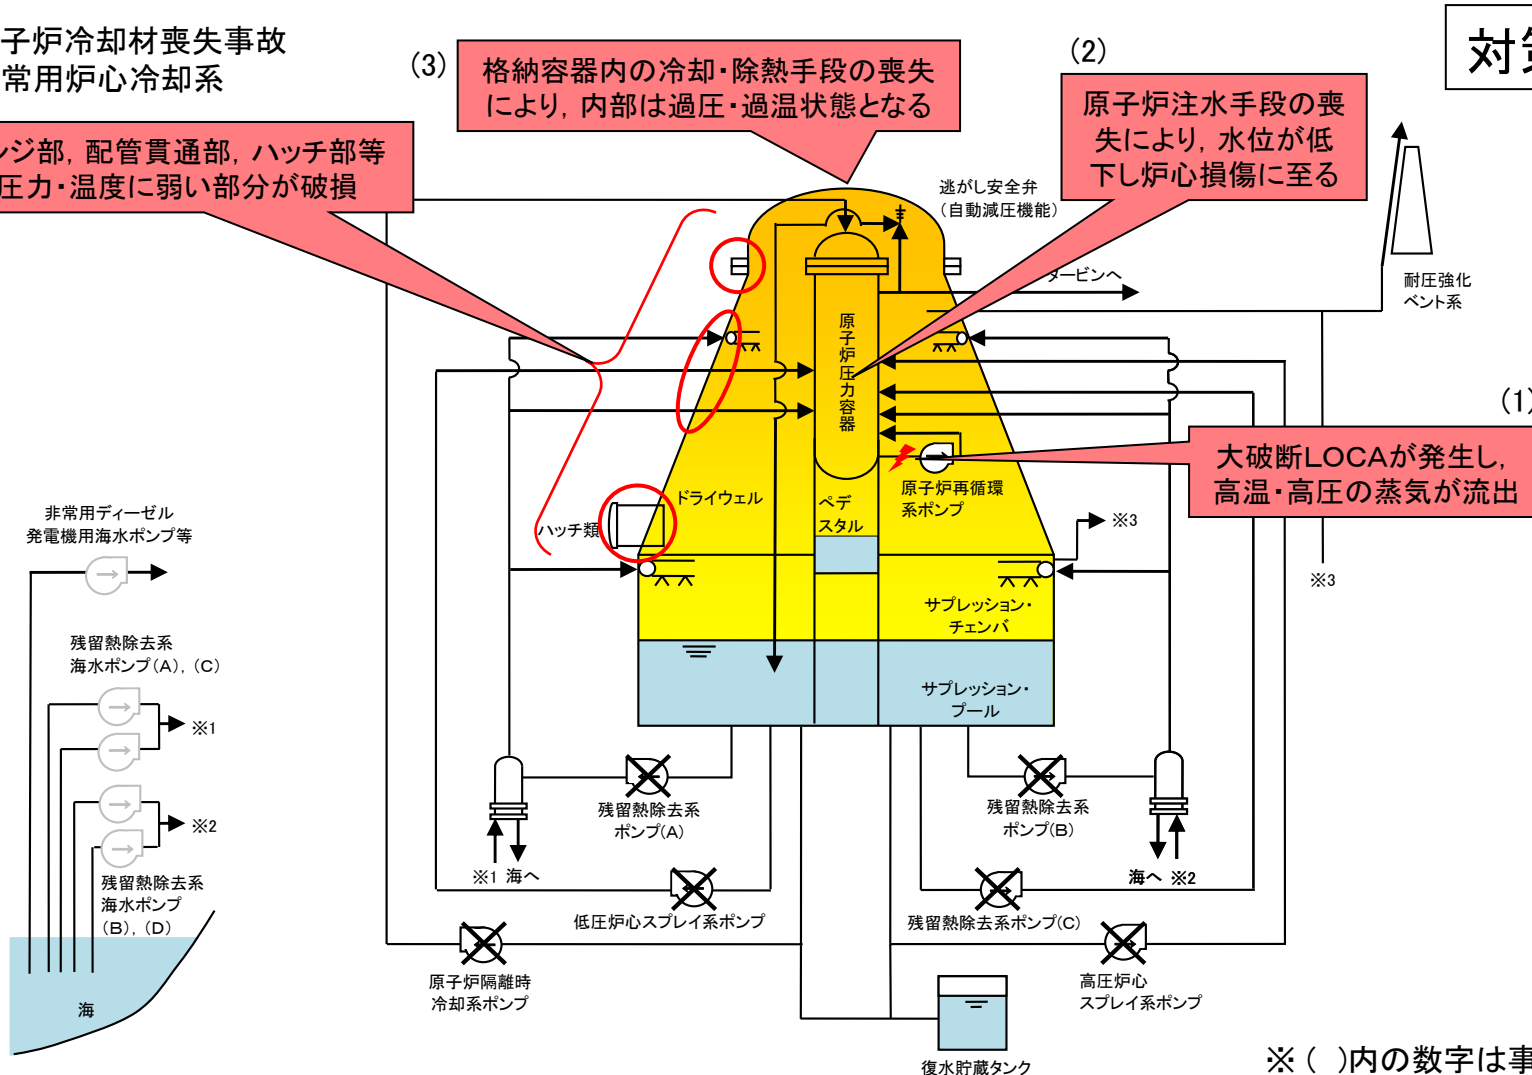 子炉冷却材喪失事故
常用炉心冷却系
対策
(3)
格納容器内の冷却・除熱手段の喪失
により，内部は過圧・過温状態となる
(2)
原子炉注水手段の喪
失により，水位が低
下し炉心損傷に至る
ンジ部，配管貫通部，ハッチ部等
圧力・温度に弱い部分が破損
逃がし安全弁
（自動減圧機能）
タービンへ
耐圧強化
ベント系
原子炉圧力容器
(1)
大破断LOCAが発生し，
高温・高圧の蒸気が流出
ドライウェル
ペデ
スタル
原子炉再循環
系ポンプ
ハッチ類
※3
※3
非常用ディーゼル
発電機用海水ポンプ等
サプレッション・
チェンバ
残留熱除去系
海水ポンプ(A)，(C)
※1
サプレッション・
プール
※2
残留熱除去系
ポンプ(A)
残留熱除去系
ポンプ(B)
残留熱除去系
海水ポンプ
(B)，(D)
※1 海へ
海へ ※2
低圧炉心スプレイ系ポンプ
残留熱除去系ポンプ(C)
原子炉隔離時
冷却系ポンプ
高圧炉心
スプレイ系ポンプ
海
復水貯蔵タンク
※ ( )内の数字は事